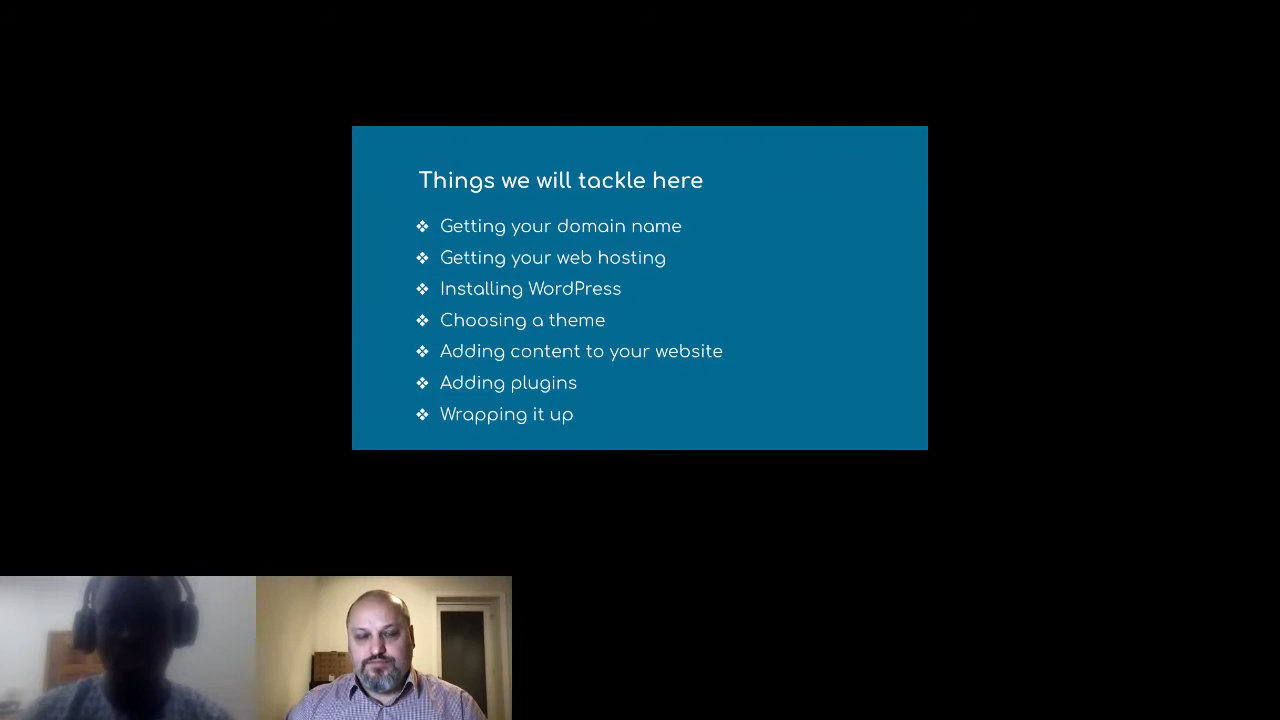 Things we will tackle here
❖ Getting your domain name
❖ Getting your web hosting
❖ Installing WordPress
❖ Choosing a theme
❖ Adding content to your website
❖ Adding plugins
❖ Wrapping it up